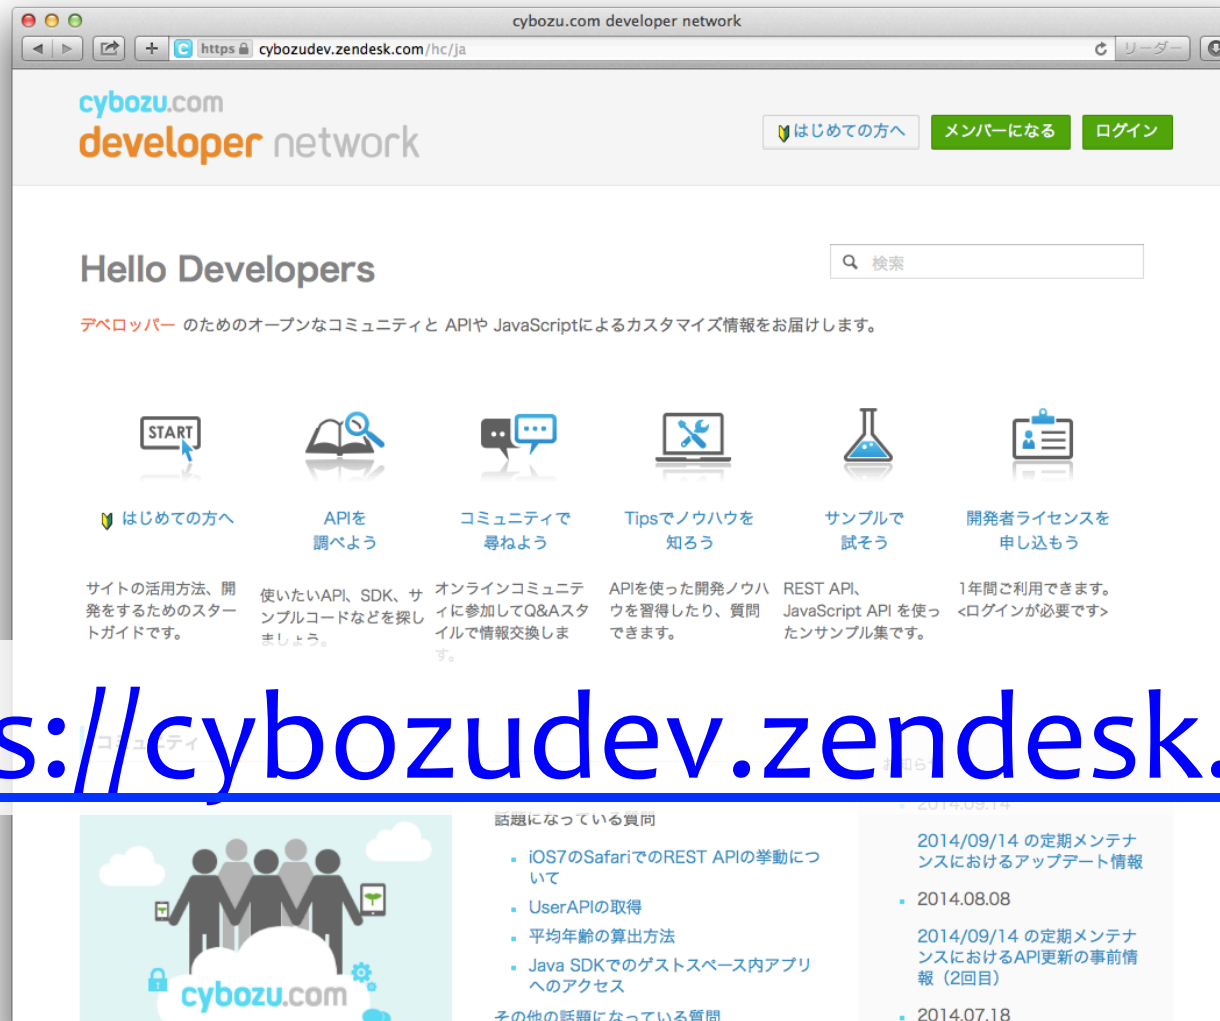 cybozu.com developer network
https cybozudev.zendesk.com/hc/ja
リーダー
cybozu.com
developer network
はじめての方へ
メンバーになる
ログイン
Hello Developers
検索
デベロッパー のためのオープンなコミュニティと APIや JavaScriptによるカスタマイズ情報をお届けします。
START
はじめての方へ
サイトの活用方法、開
発をするためのスター
トガイドです。
APIを
調べよう
使いたいAPI、SDK、サ
ンプルコードなどを探し
ましょう。
コミュニティで
尋ねよう
オンラインコミュニテ
ィに参加してQ&Aスタ
イルで情報交換しま
す。
Tipsでノウハウを
知ろう
APIを使った開発ノウハ
ウを習得したり、質問
できます。
サンプルで
試そう
REST API、
JavaScript API を使っ
たンサンプル集です。
開発者ライセンスを
申し込もう
1年間ご利用できます。
<ログインが必要です>
s://cybozudev.zendesk.
コミュニティ
cybozu.com
話題になっている質問
iOS7のSafariでのREST APIの挙動につ
いて
UserAPIの取得
平均年齢の算出方法
Java SDKでのゲストスペース内アプリ
へのアクセス
その他の話題になっている質問
お知らせ
2014.09.14
2014/09/14 の定期メンテナ
ンスにおけるアップデート情報
2014.08.08
2014/09/14 の定期メンテナ
ンスにおけるAPI更新の事前情
報（2回目）
2014.07.18